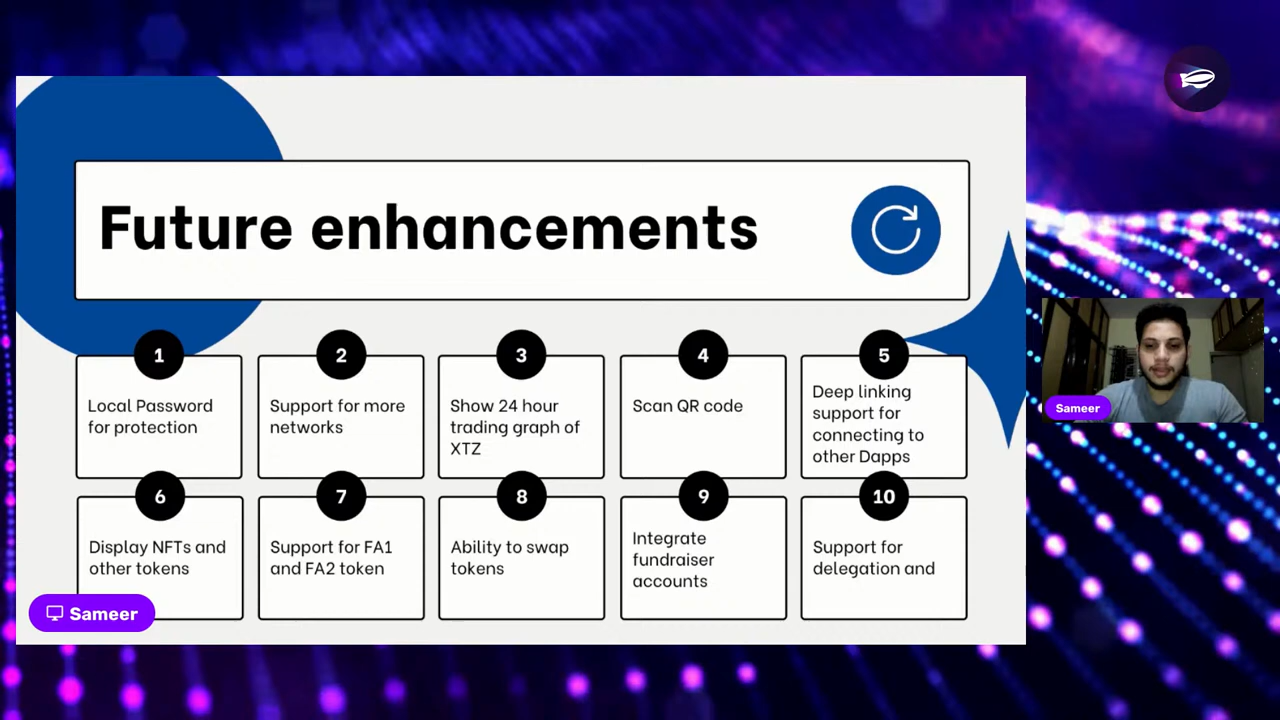 Future enhancements
1
Local Password
for protection
2
Support for more
networks
3
Show 24 hour
trading graph of
XTZ
4
Scan QR code
5
Deep linking
support for
connecting to
other Dapps
6
Display NFTs and
other tokens
7
Support for FA1
and FA2 token
8
Ability to swap
tokens
9
Integrate
fundraiser
accounts
10
Support for
delegation and
Sameer
Sameer